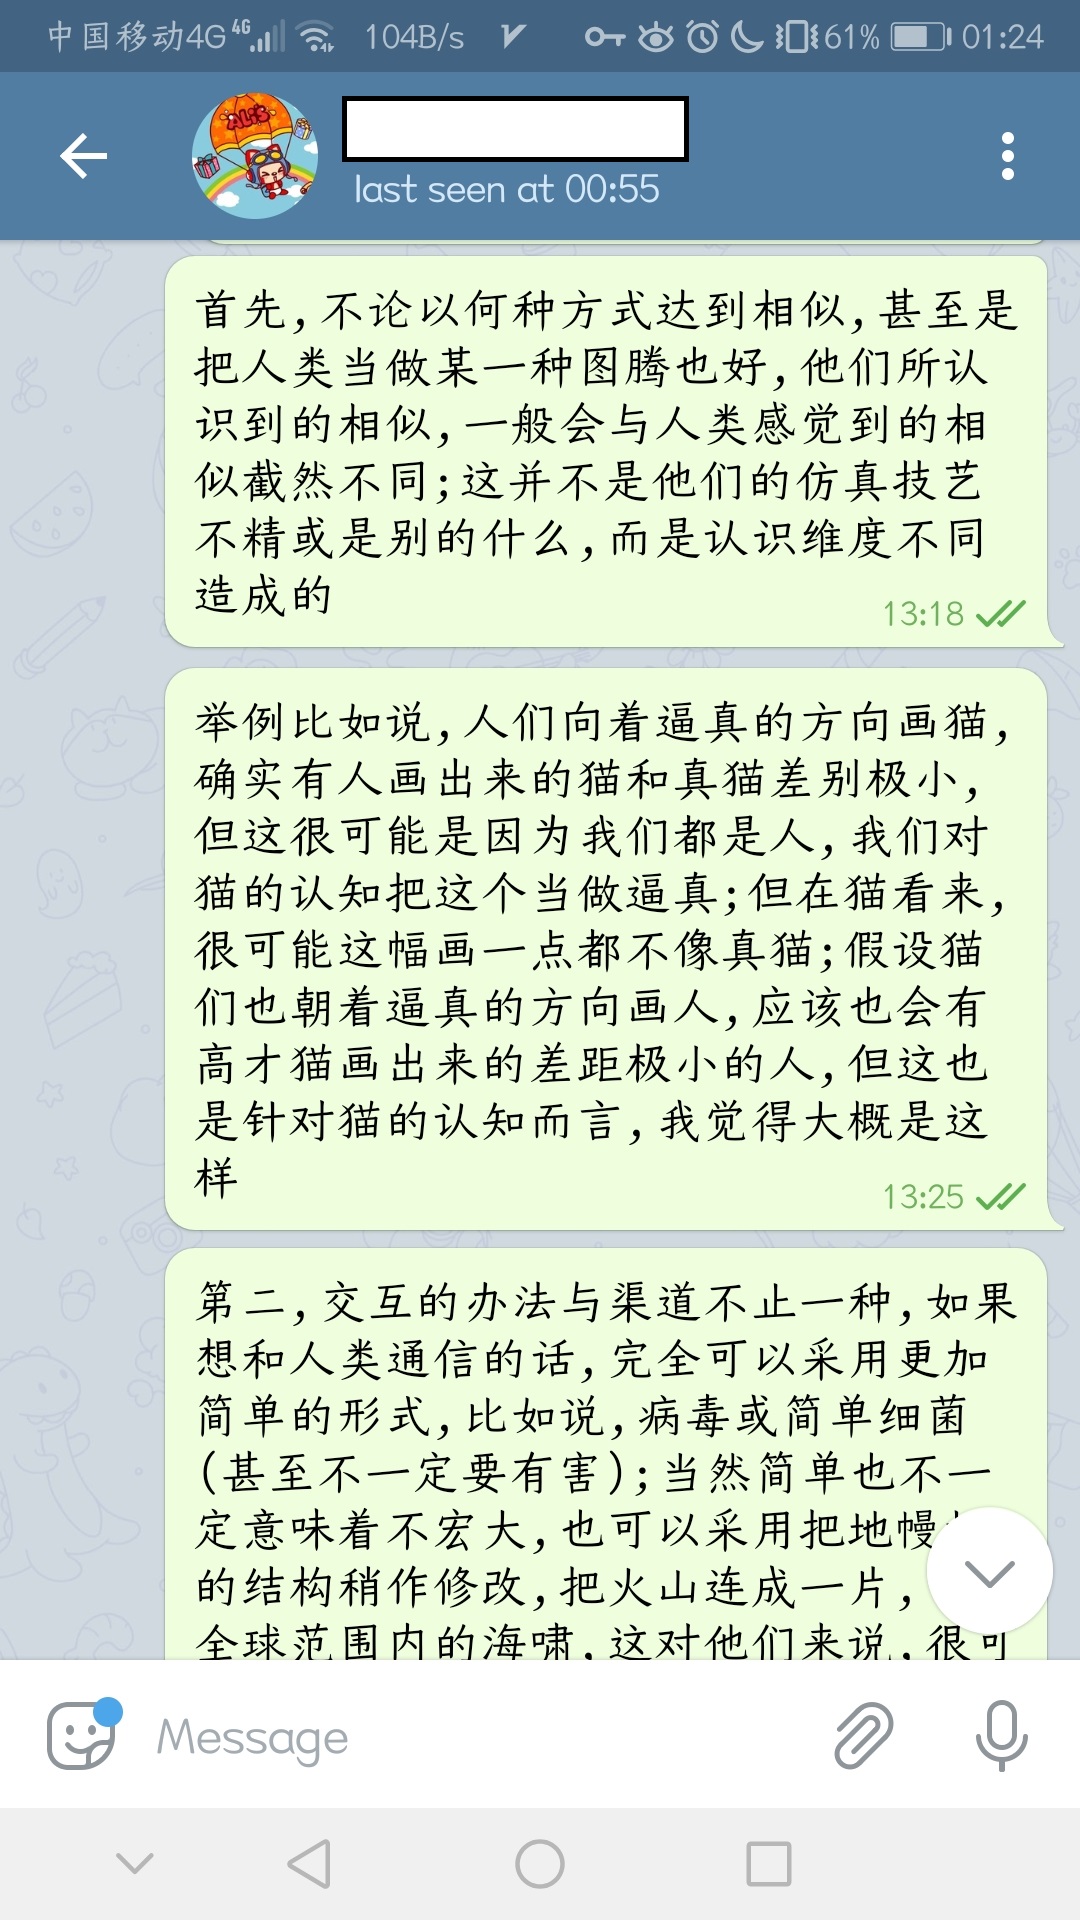 中国移动4G 4G 104B/s 61% 01:24
ALi's
last seen at 00:55
首先,不论以何种方式达到相似,甚至是
把人类当做某一种图腾也好,他们所认
识到的相似,一般会与人类感觉到的相
似截然不同;这并不是他们的仿真技艺
不精或是别的什么,而是认识维度不同
造成的
13:18
举例比如说,人们向着逼真的方向画猫,
确实有人画出来的猫和真猫差别极小,
但这很可能是因为我们都是人,我们对
猫的认知把这个当做逼真;但在猫看来,
很可能这幅画一点都不像真猫;假设猫
们也朝着逼真的方向画人,应该也会有
高才猫画出来的差距极小的人,但这也
是针对猫的认知而言,我觉得大概是这
样
13:25
第二,交互的办法与渠道不止一种,如果
想和人类通信的话,完全可以采用更加
简单的形式,比如说,病毒或简单细菌
(甚至不一定要有害);当然简单也不一
定意味着不宏大,也可以采用把地幔
的结构稍作修改,把火山连成一片,
全球范围内的海啸,这对他们来说,很可
Message